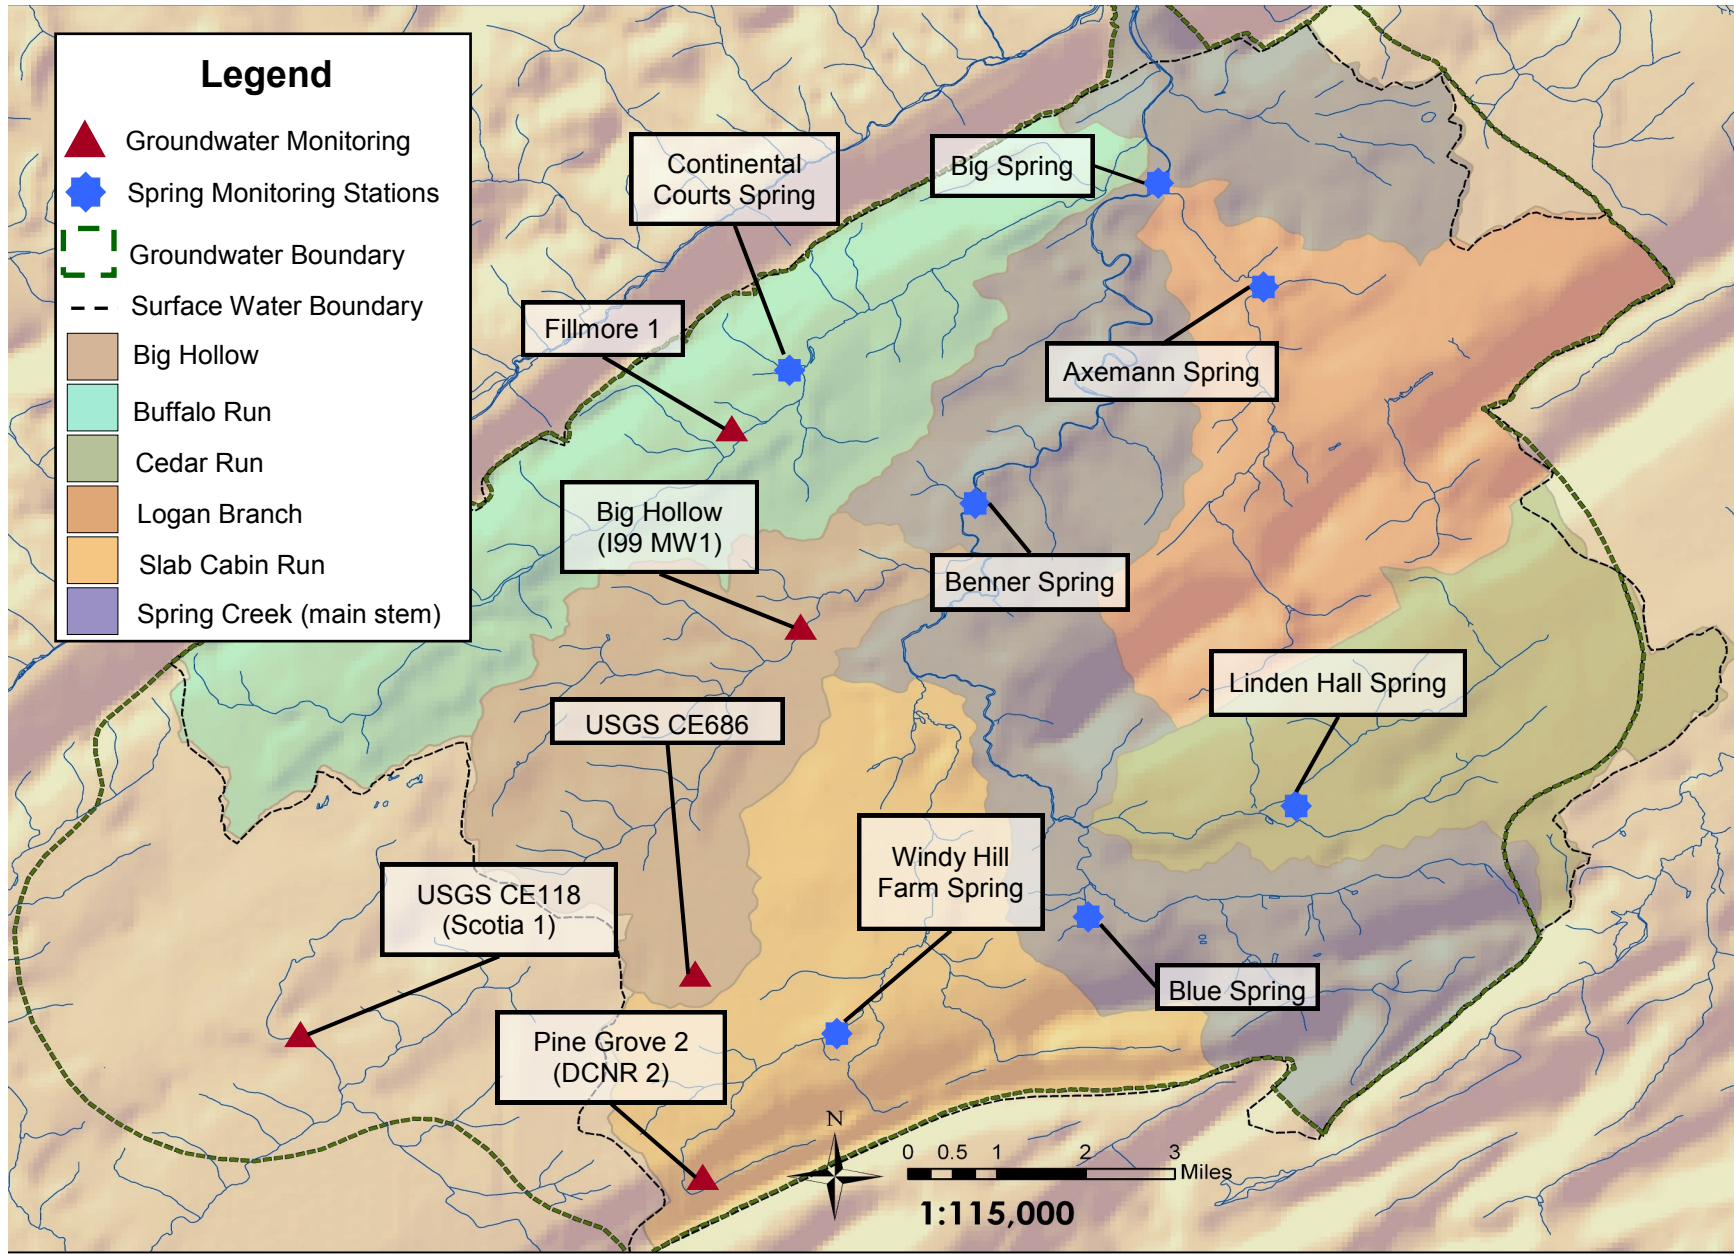 Legend
Groundwater Monitoring
Spring Monitoring Stations
Groundwater Boundary
Surface Water Boundary
Big Hollow
Buffalo Run
Cedar Run
Logan Branch
Slab Cabin Run
Spring Creek (main stem)
Continental
Courts Spring
Big Spring
Fillmore 1
Axemann Spring
Big Hollow
(I99 MW1)
Benner Spring
Linden Hall Spring
USGS CE686
Windy Hill
Farm Spring
USGS CE118
(Scotia 1)
Blue Spring
Pine Grove 2
(DCNR 2)
N
0 0.5 1 2 3
Miles
1:115,000